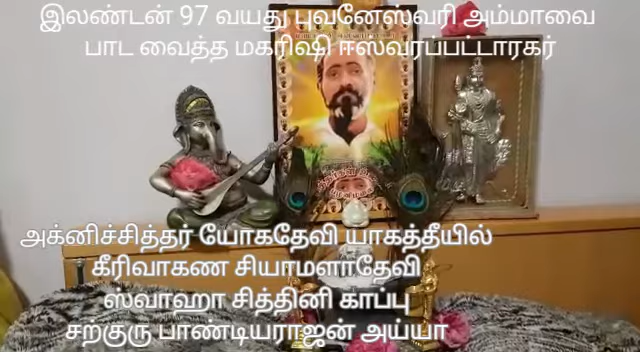 இலண்டன் 97 வயது புவனேஸ்வரி அம்மாவை
பாட வைத்த மகரிஷி ஈஸ்வரப்பட்டாரகர்
அக்னிச்சித்தர் யோகதேவி யாகத்தீயில்
கீரிவாகண சியாமளாதேவி
ஸ்வாஹா சித்தினி காப்பு
சற்குரு பாண்டியராஜன் அய்யா